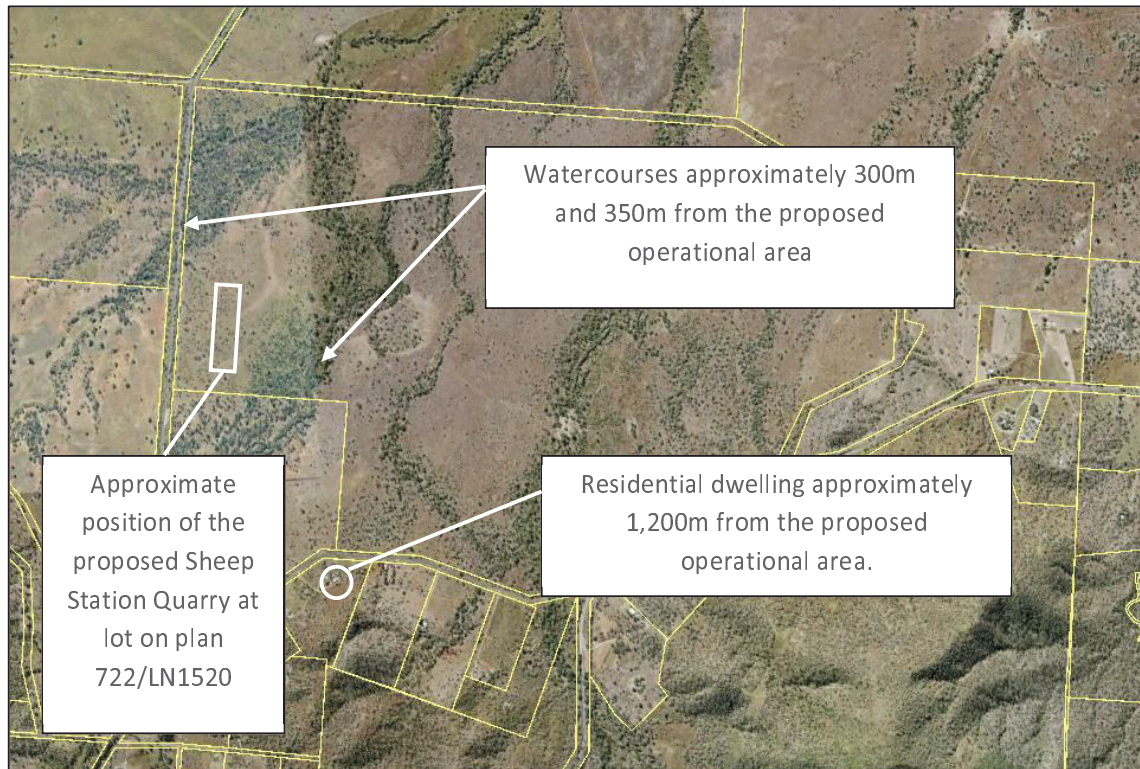 Watercourses approximately 300m
and 350m from the proposed
operational area
Approximate
position of the
proposed Sheep
Station Quarry at
lot on plan
722/LN1520
Residential dwelling approximately
1,200m from the proposed
operational area.